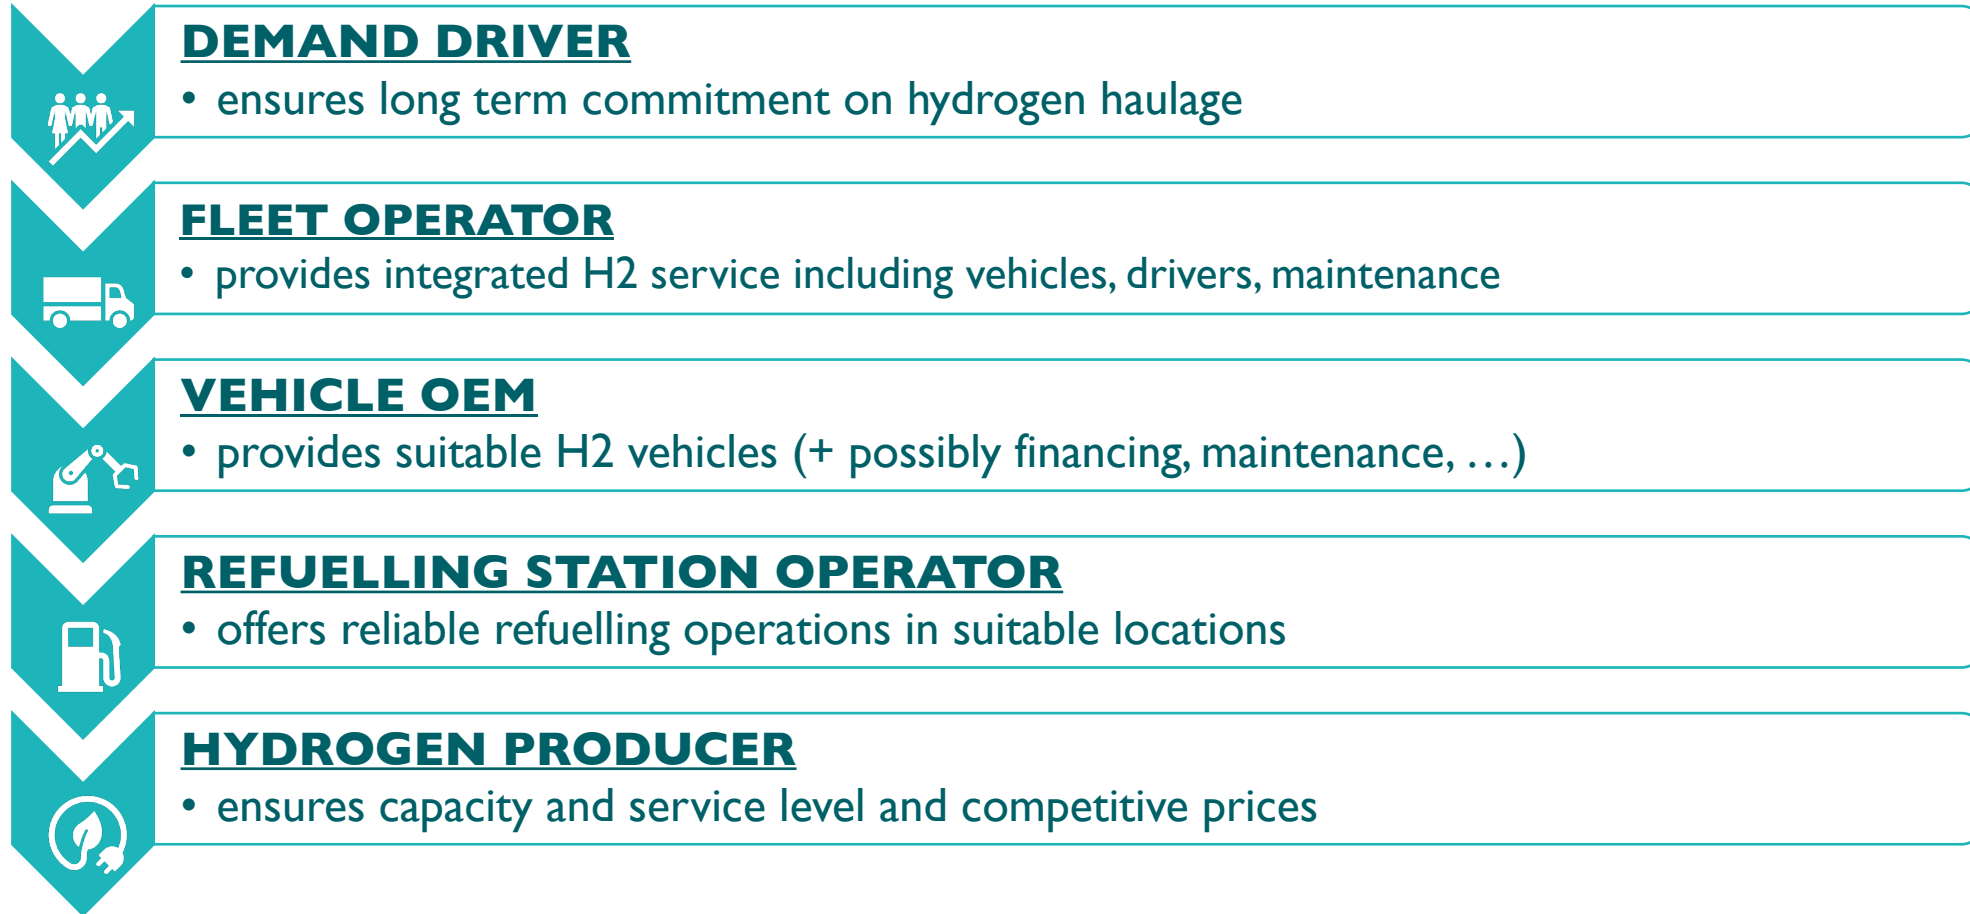 DEMAND DRIVER
• ensures long term commitment on hydrogen haulage
FLEET OPERATOR
• provides integrated H2 service including vehicles, drivers, maintenance
VEHICLE OEM
• provides suitable H2 vehicles (+ possibly financing, maintenance, …)
REFUELLING STATION OPERATOR
• offers reliable refuelling operations in suitable locations
HYDROGEN PRODUCER
• ensures capacity and service level and competitive prices